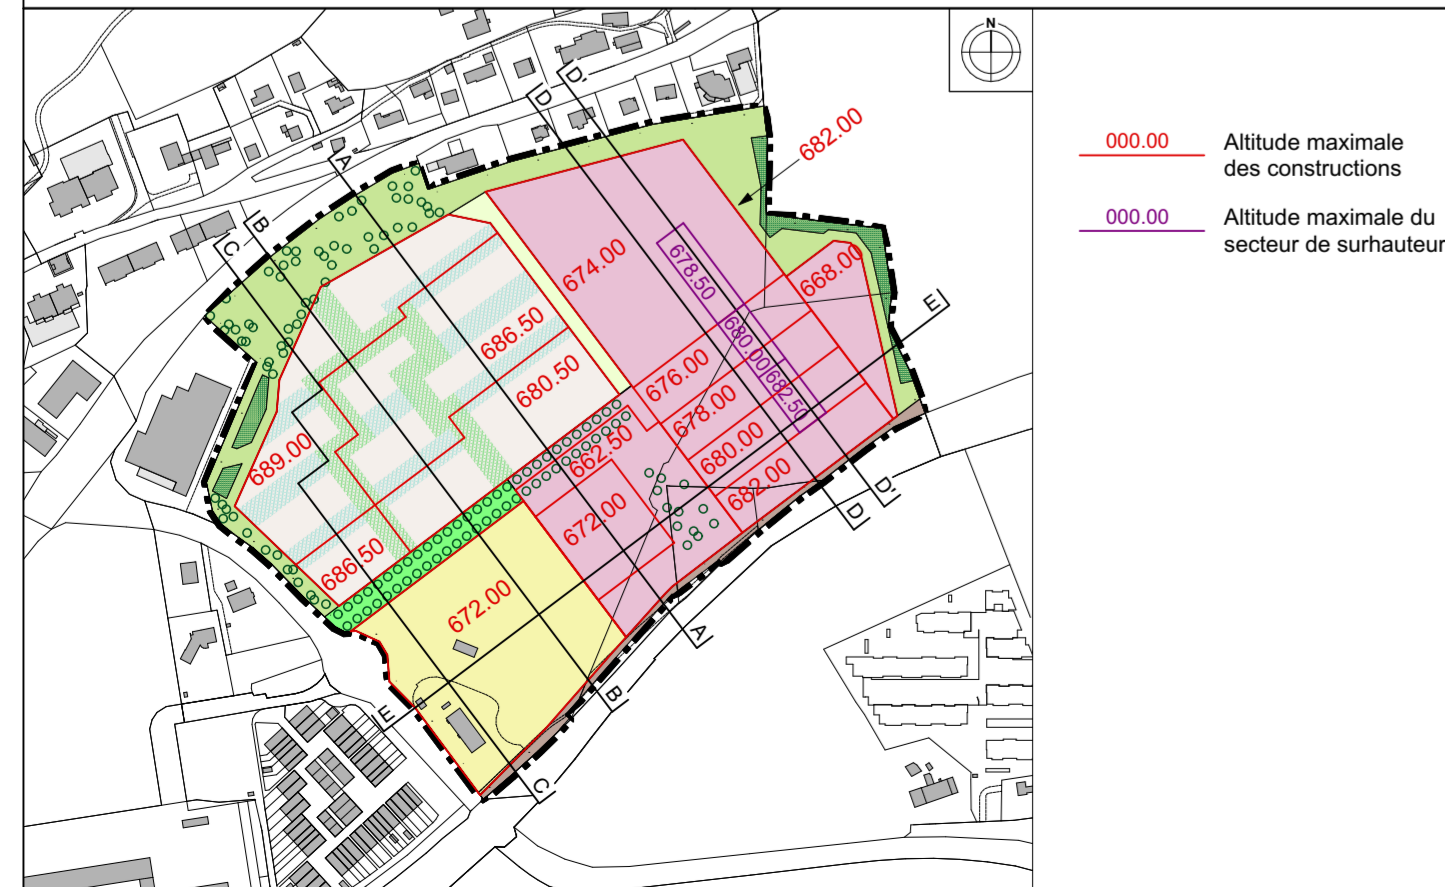 N
000.00
Altitude maximale
des constructions
000.00
Altitude maximale du
secteur de surhauteur
D'
D
A
B
C
682.00
674.00
678.50
668.00
E
686.50
680.50
680.00
682.50
676.00
678.00
680.00
682.00
662.50
672.00
689.00
686.50
672.00
D'
D
A
B
E
C